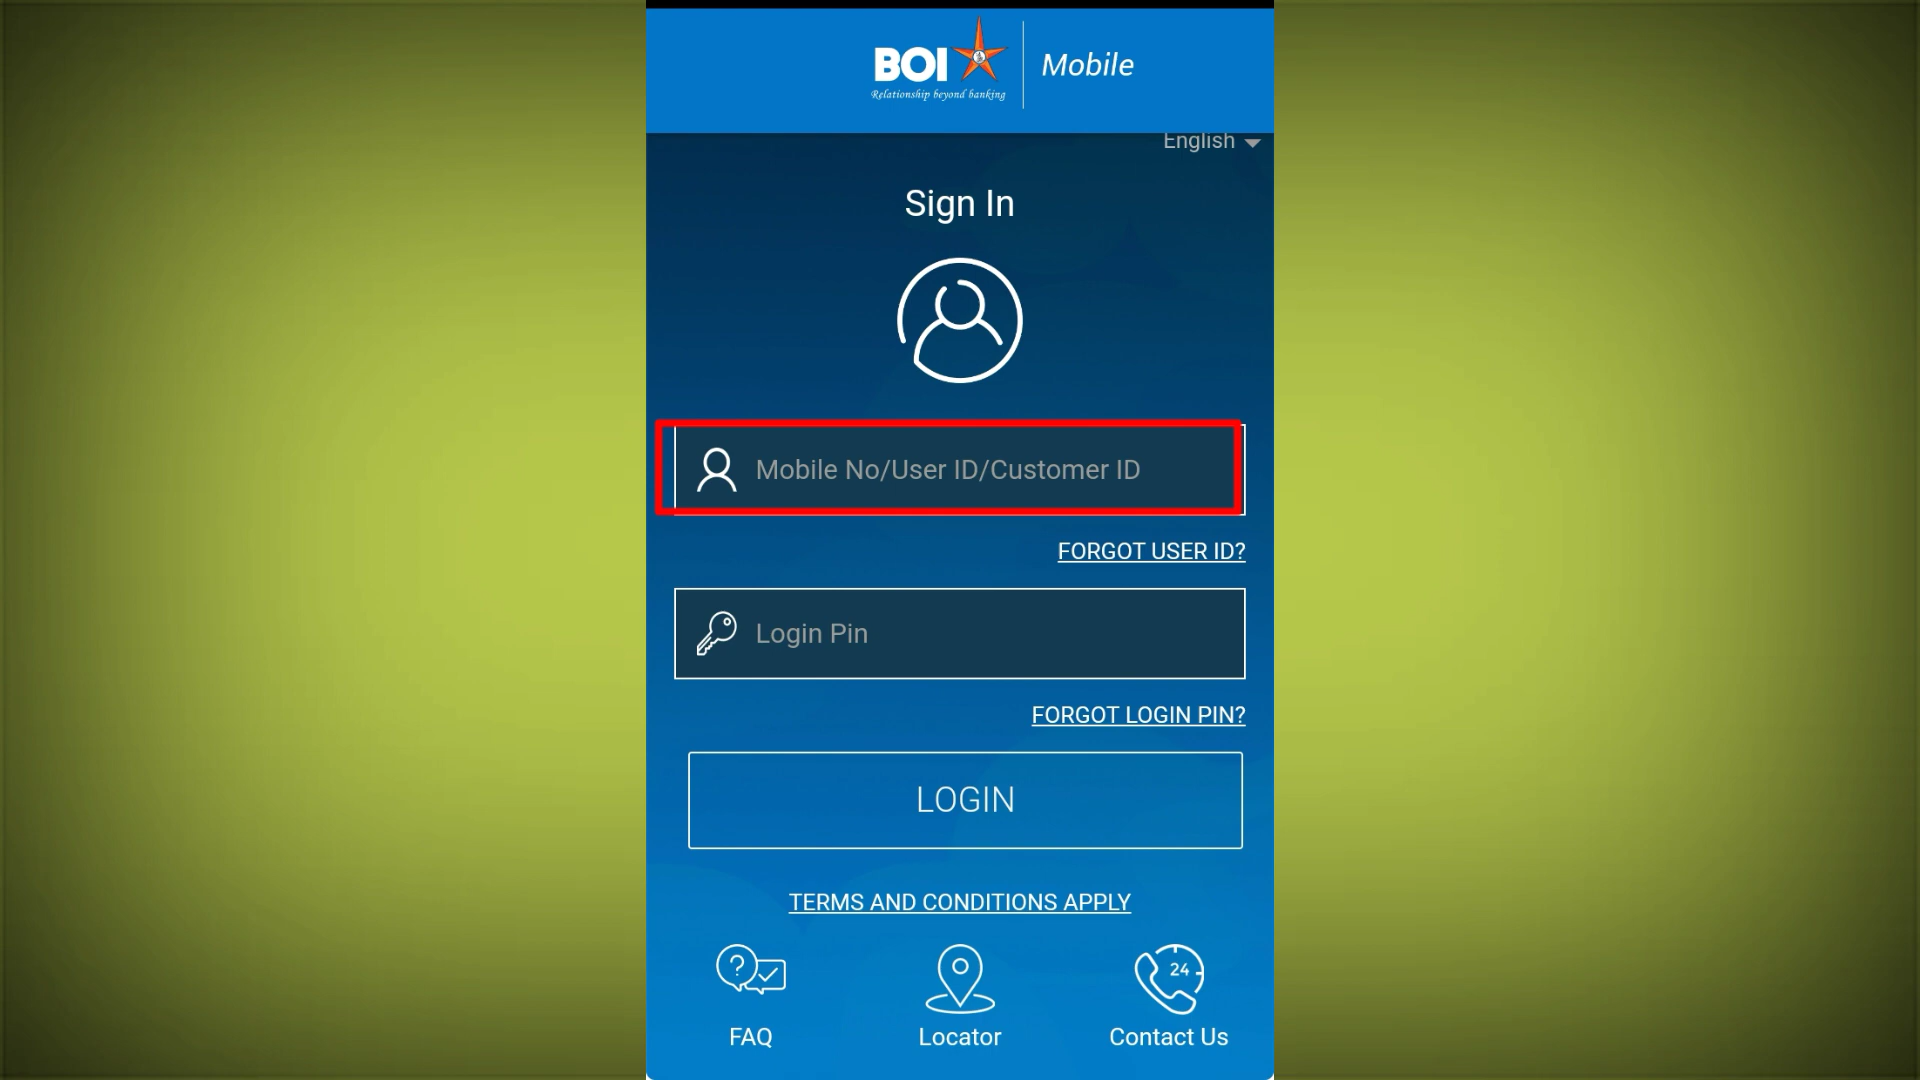 BOI
Relationship beyond banking
Mobile
English
Sign In
Mobile No/User ID/Customer ID
FORGOT USER ID?
Login Pin
FORGOT LOGIN PIN?
LOGIN
TERMS AND CONDITIONS APPLY
?
24
FAQ
Locator
Contact Us